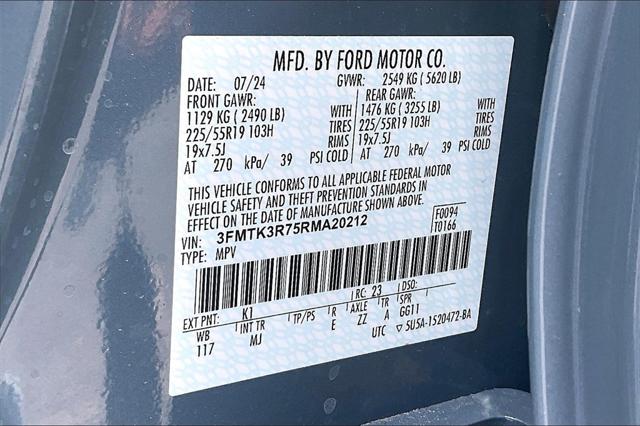 MFD. BY FORD MOTOR CO.
DATE: 07/24 GVWR: 2549 KG ( 5620 LB)
FRONT GAWR: REAR GAWR:
1129 KG ( 2490 LB) WITH 1476 KG ( 3255 LB) WITH
225/55R19 103H TIRES 225/55R19 103H TIRES
19x7.5J RIMS 19x7.5J RIMS
AT 270 kPa/ 39 PSI COLD AT 270 kPa/ 39 PSI COLD
THIS VEHICLE CONFORMS TO ALL APPLICABLE FEDERAL MOTOR
VEHICLE SAFETY AND THEFT PREVENTION STANDARDS IN
EFFECT ON THE DATE OF MANUFACTURE SHOWN ABOVE.
VIN: 3FMTK3R75RMA20212 F0094
TYPE: MPV T0166
EXT PNT: K1 RC: 23 DSO:
WB INT TR TP/PS R AXLE TR SPR
117 MJ E ZZ A GG11
UTC 5U5A-1520472-BA